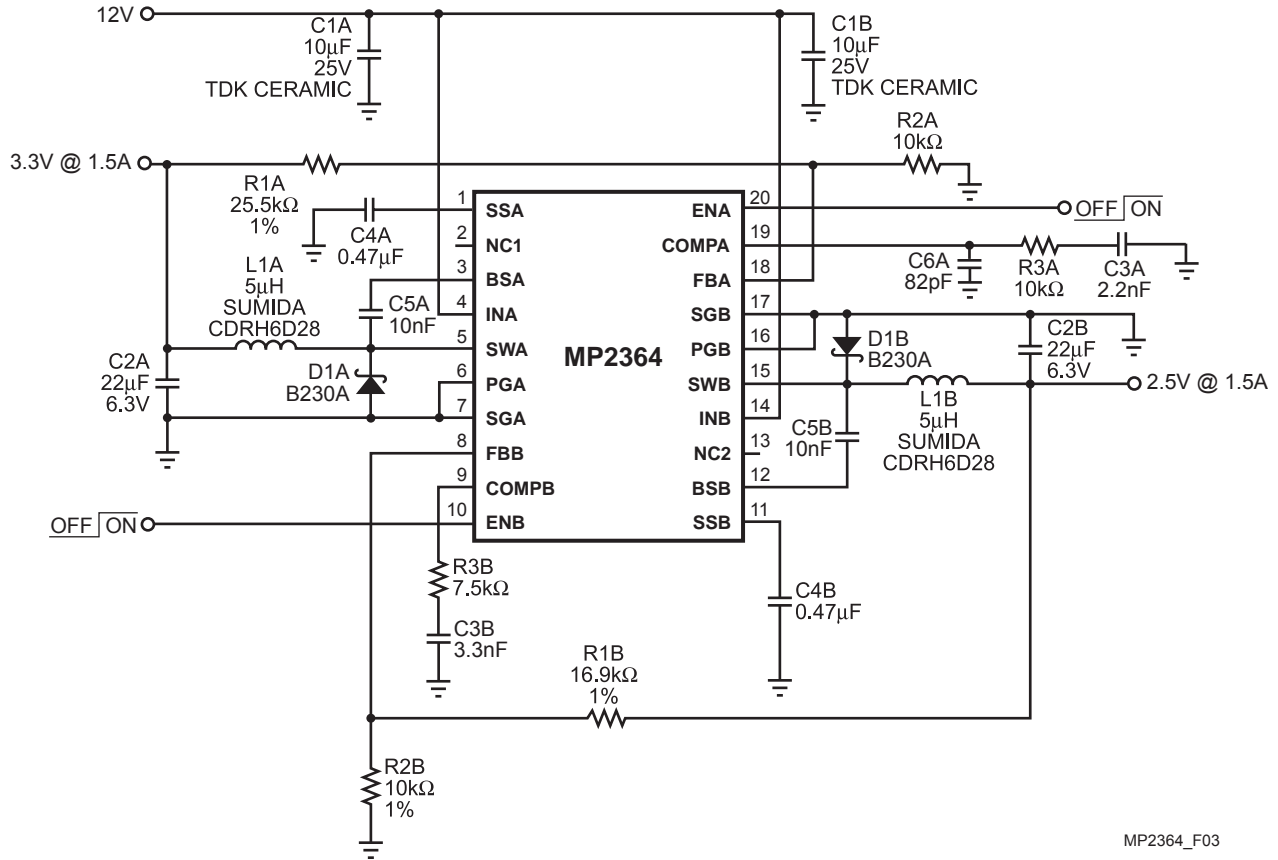 12V
C1A
10µF
25V
TDK CERAMIC
C1B
10µF
25V
TDK CERAMIC
3.3V @ 1.5A
R1A
25.5kΩ
1%
R2A
10kΩ
C4A
0.47µF
L1A
5µH
SUMIDA
CDRH6D28
C5A
10nF
C2A
22µF
6.3V
D1A
B230A
MP2364
1
SSA
2
NC1
3
BSA
4
INA
5
SWA
6
PGA
7
SGA
8
FBB
9
COMPB
10
ENB
20
ENA
19
COMPA
18
FBA
17
SGB
16
PGB
15
SWB
14
INB
13
NC2
12
BSB
11
SSB
OFF ON
C6A
82pF
R3A
10kΩ
C3A
2.2nF
D1B
B230A
C2B
22µF
6.3V
2.5V @ 1.5A
L1B
5µH
SUMIDA
CDRH6D28
C5B
10nF
OFF ON
R3B
7.5kΩ
C3B
3.3nF
C4B
0.47µF
R1B
16.9kΩ
1%
R2B
10kΩ
1%
MP2364_F03